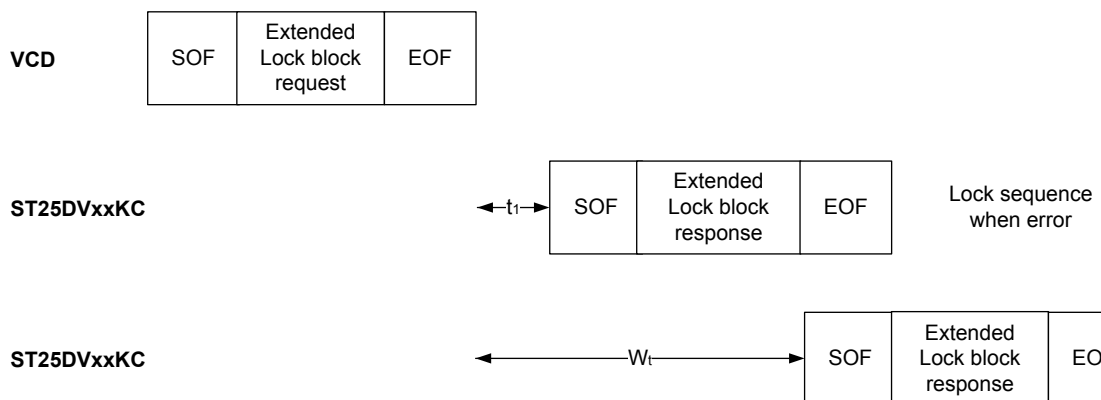 VCD
SOF
Extended
Lock block
request
EOF
ST25DVxxKC
t1
SOF
Extended
Lock block
response
EOF
Lock sequence
when error
ST25DVxxKC
Wt
SOF
Extended
Lock block
response
EO